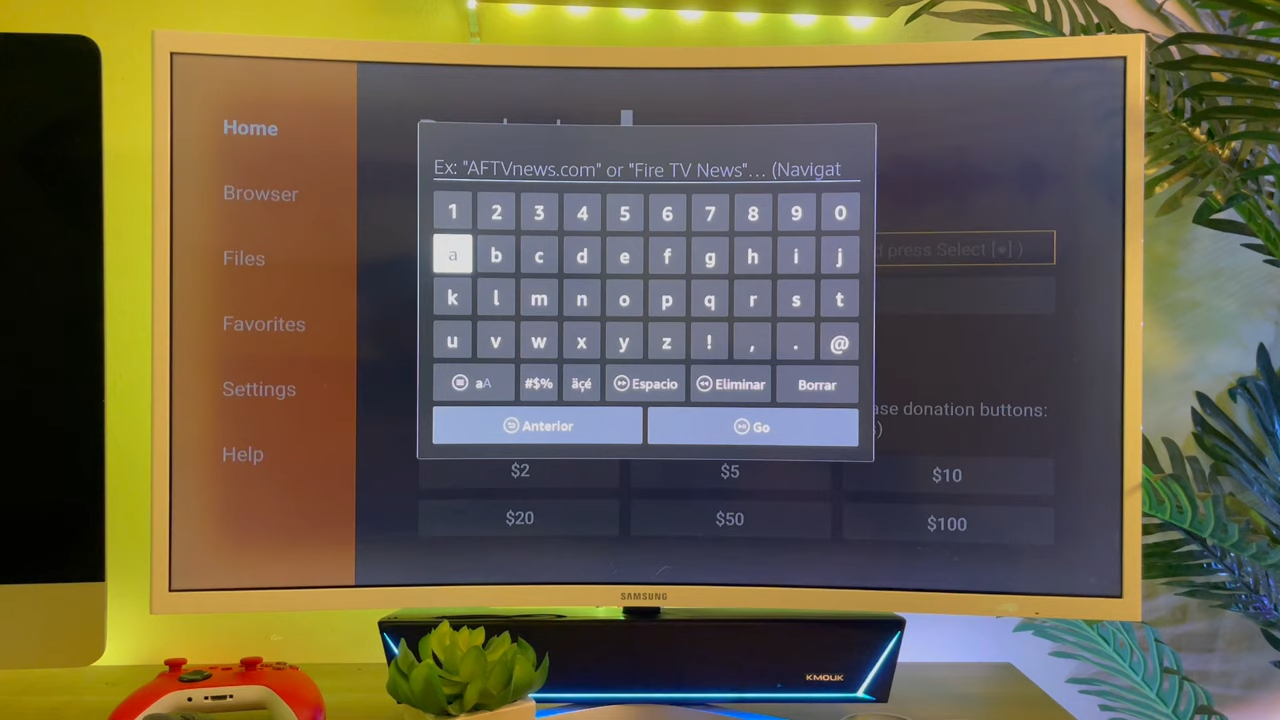 Home
Browser
Files
Favorites
Settings
Help
Ex: "AFTVnews.com" or "Fire TV News"... (Navigat
1 2 3 4 5 6 7 8 9 0
a b c d e f g h i j
k l m n o p q r s t
u v w x y z ! , . @
aA #$% äçé Espacio Eliminar Borrar
Anterior Go
d press Select [•] )
ase donation buttons:
)
$2 $5 $10
$20 $50 $100
SAMSUNG
KMOUK